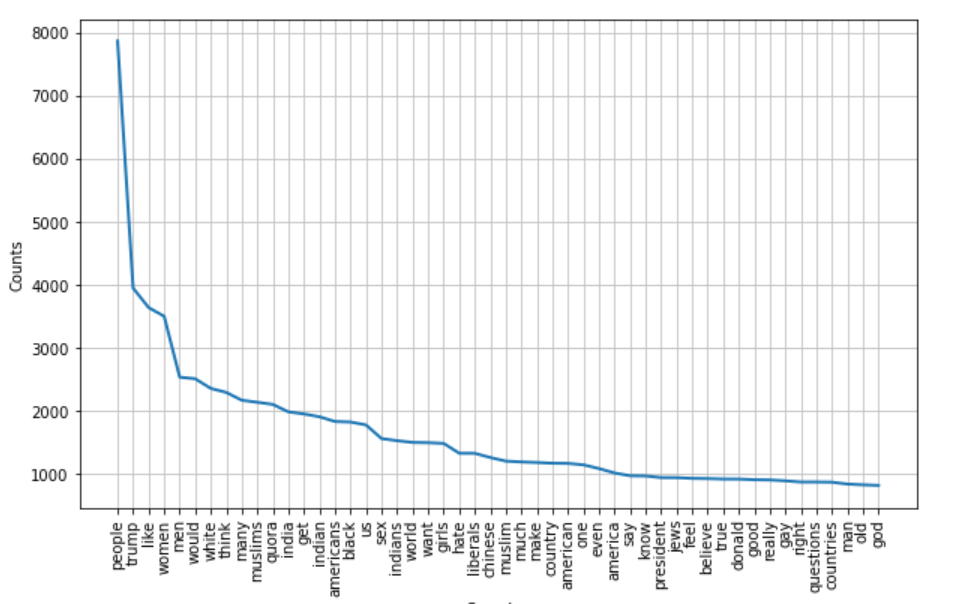 8000
7000
6000
5000
4000
3000
2000
1000
Counts
people
trump
like
women
men
would
white
think
many
muslims
quora
india
get
indian
americans
black
us
sex
indians
world
want
girls
hate
liberals
chinese
muslim
much
make
country
american
one
even
america
say
know
president
jews
feel
believe
true
donald
good
really
gay
right
questions
countries
man
old
god